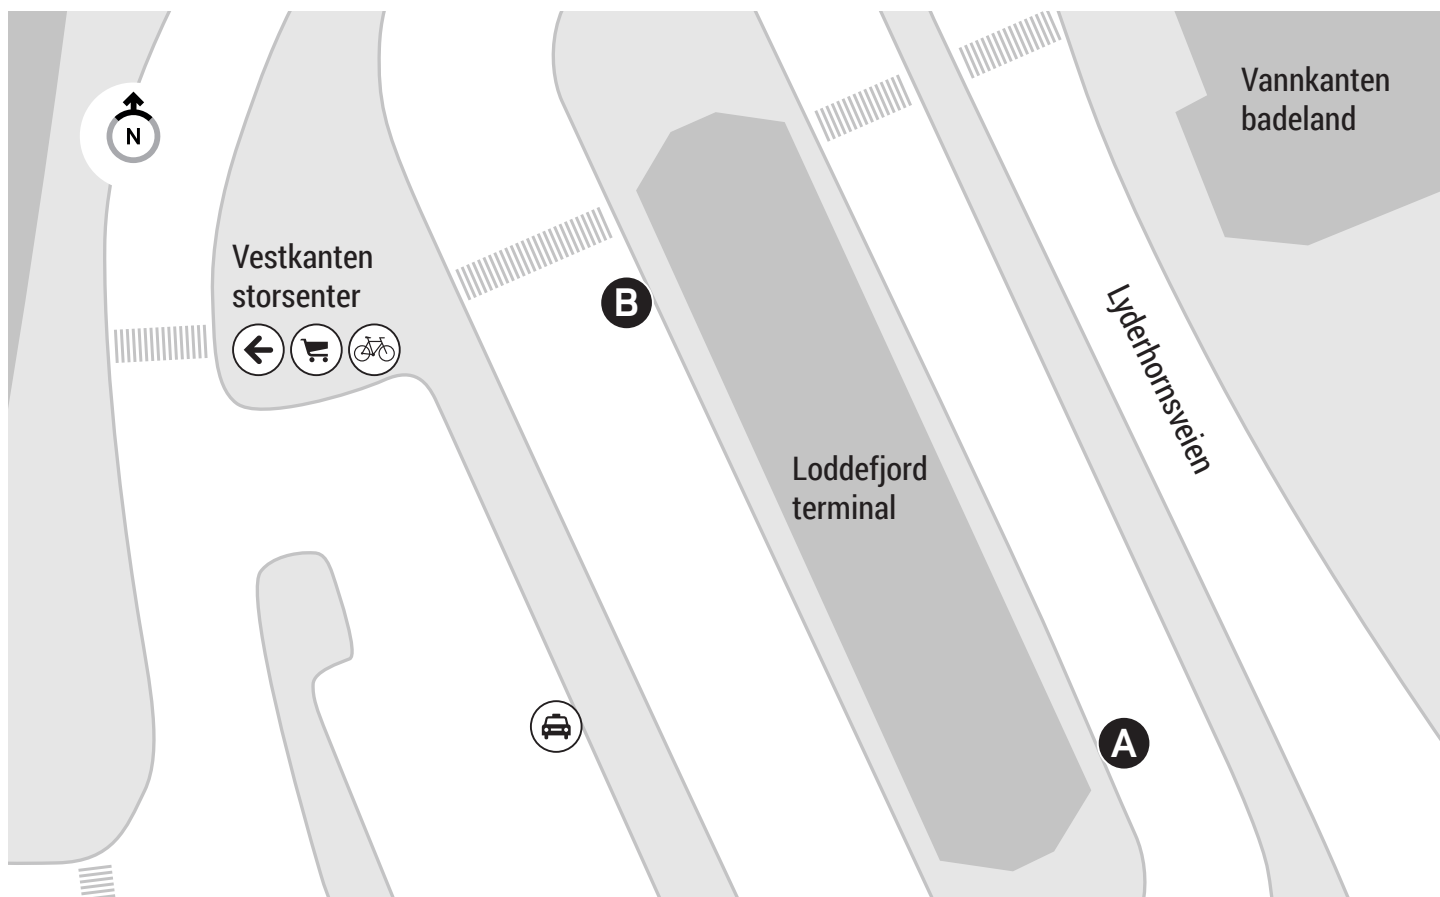 Vannkanten
badeland
N
Vestkanten
storsenter
B
Lyderhornsveien
Loddefjord
terminal
A